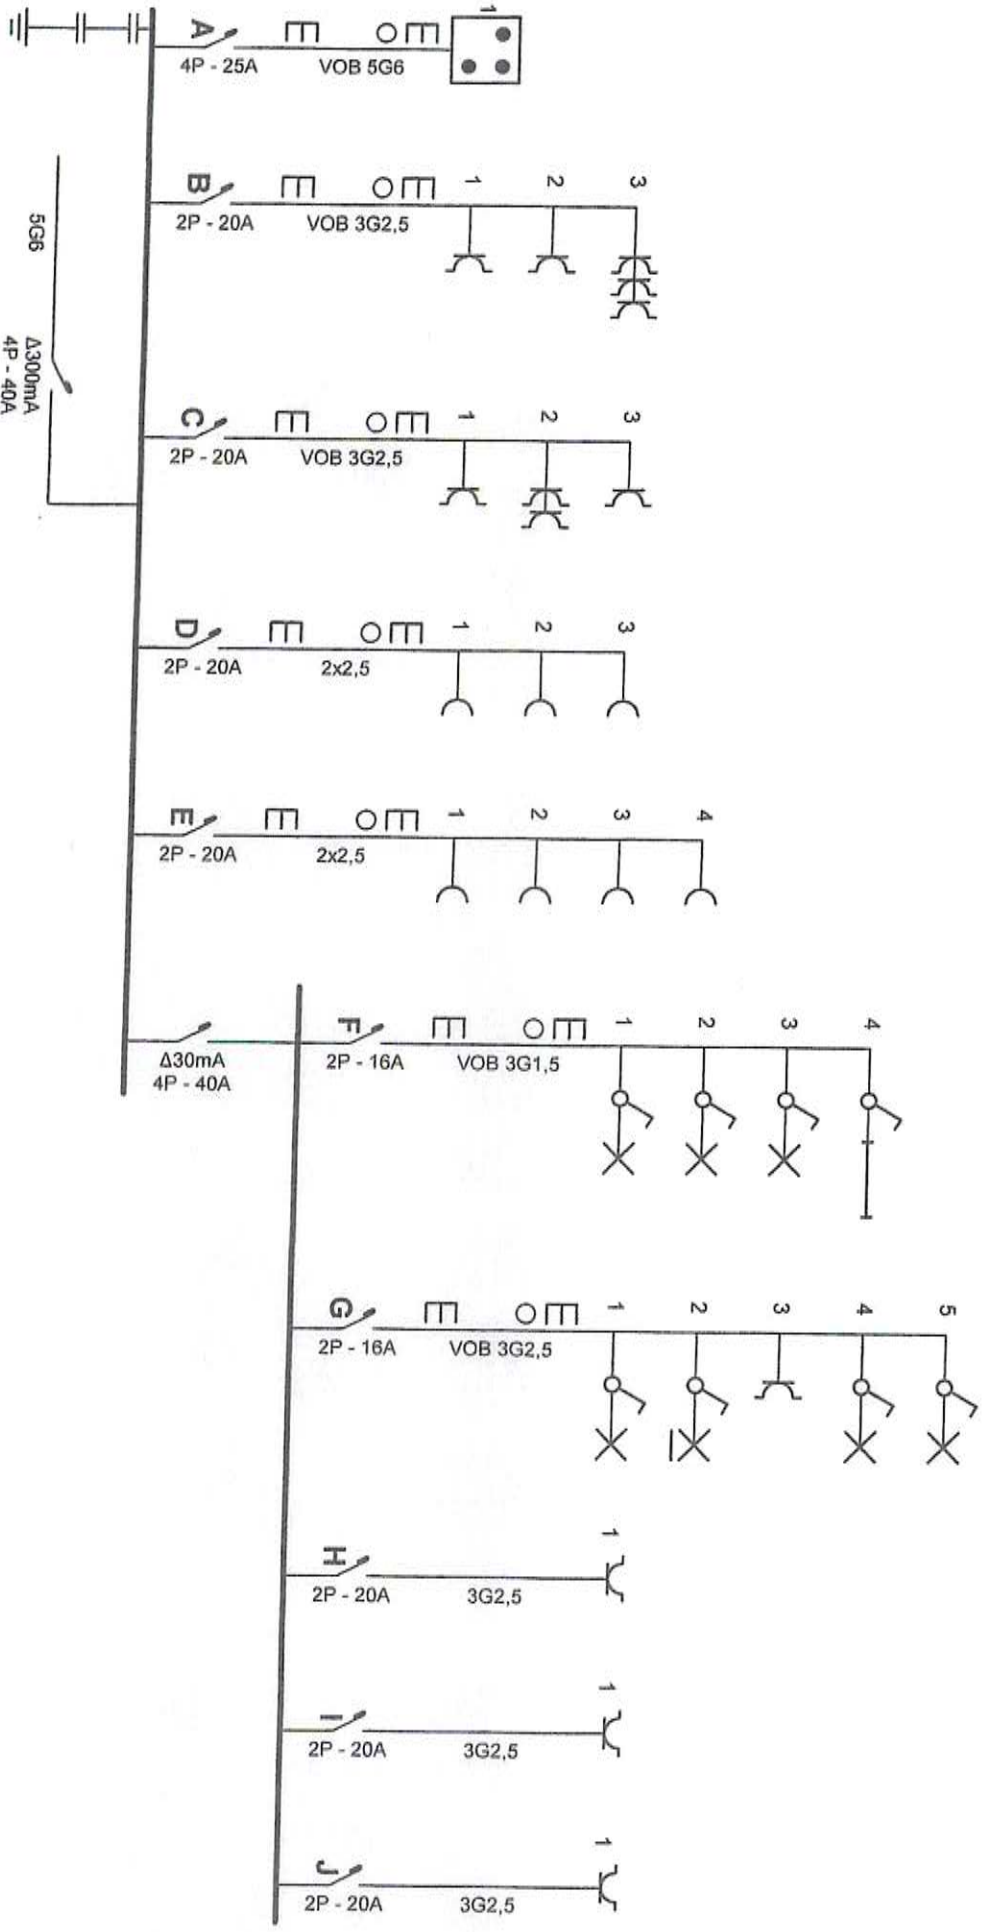 A
4P - 25A
VOB 5G6
1
B
2P - 20A
VOB 3G2,5
1
2
3
5G6
Δ300mA
4P - 40A
C
2P - 20A
VOB 3G2,5
1
2
3
D
2P - 20A
2x2,5
1
2
3
E
2P - 20A
2x2,5
1
2
3
4
Δ30mA
4P - 40A
F
2P - 16A
VOB 3G1,5
1
2
3
4
G
2P - 16A
VOB 3G2,5
1
2
3
4
5
H
2P - 20A
3G2,5
1
I
2P - 20A
3G2,5
1
J
2P - 20A
3G2,5
1